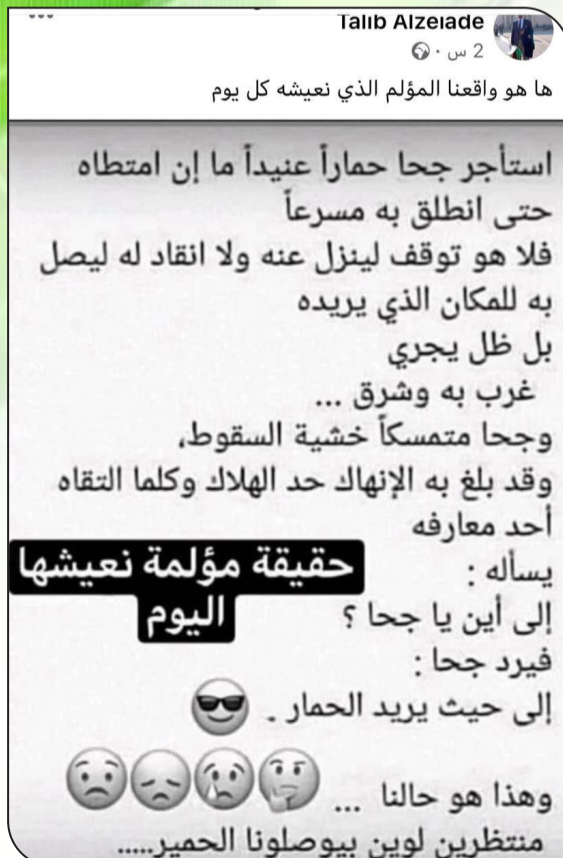 Talib Alzeiade
2 س ·
ها هو واقعنا المؤلم الذي نعيشه كل يوم
استأجر جحا حماراً عنيداً ما إن امتطاه
حتى انطلق به مسرعاً
فلا هو توقف لينزل عنه ولا انقاد له ليصل
به للمكان الذي يريده
بل ظل يجري
غرب به وشرق ...
وجحا متمسكاً خشية السقوط،
وقد بلغ به الإنهاك حد الهلاك وكلما التقاه
أحد معارفه
يسأله :
إلى أين يا جحا ؟
فيرد جحا :
إلى حيث يريد الحمار . 😎
وهذا هو حالنا ... 🤔😢😞😟
منتظرين لوين بيوصلونا الحمير.....
حقيقة مؤلمة نعيشها
اليوم